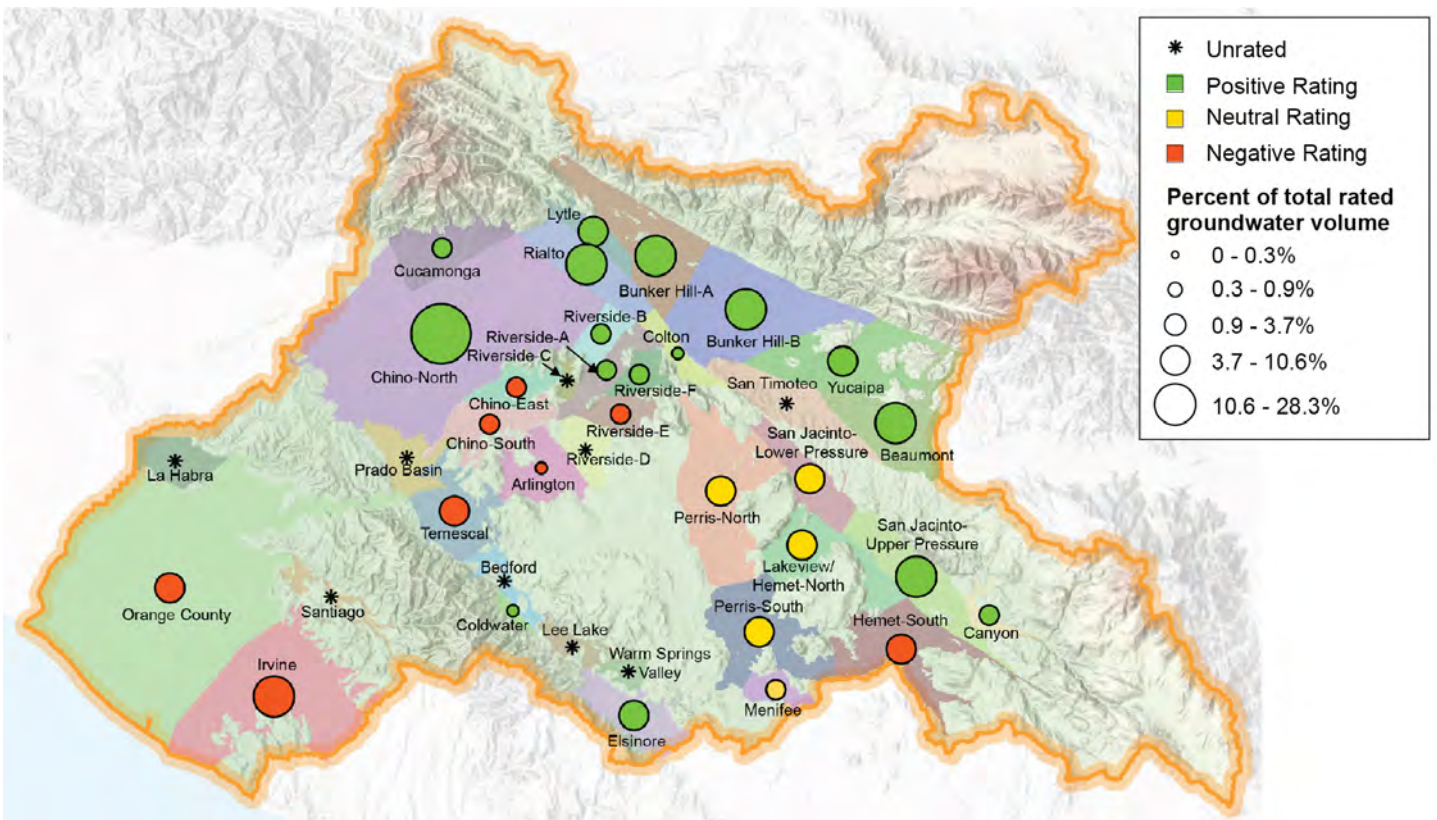 Unrated
Positive Rating
Neutral Rating
Negative Rating
Percent of total rated
groundwater volume
0 - 0.3%
0.3 - 0.9%
0.9 - 3.7%
3.7 - 10.6%
10.6 - 28.3%
Lytle
Rialto
Cucamonga
Bunker Hill-A
Riverside-B
Riverside-A
Colton
Bunker Hill-B
Riverside-C
Chino-North
Yucaipa
San Timoteo
Riverside-F
Chino-East
Riverside-E
Chino-South
San Jacinto-
Lower Pressure
Beaumont
Riverside-D
Prado Basin
La Habra
Arlington
Perris-North
Temescal
San Jacinto-
Upper Pressure
Bedford
Lakeview/
Hemet-North
Orange County
Santiago
Perris-South
Coldwater
Hemet-South
Lee Lake
Canyon
Warm Springs
Valley
Irvine
Menifee
Elsinore